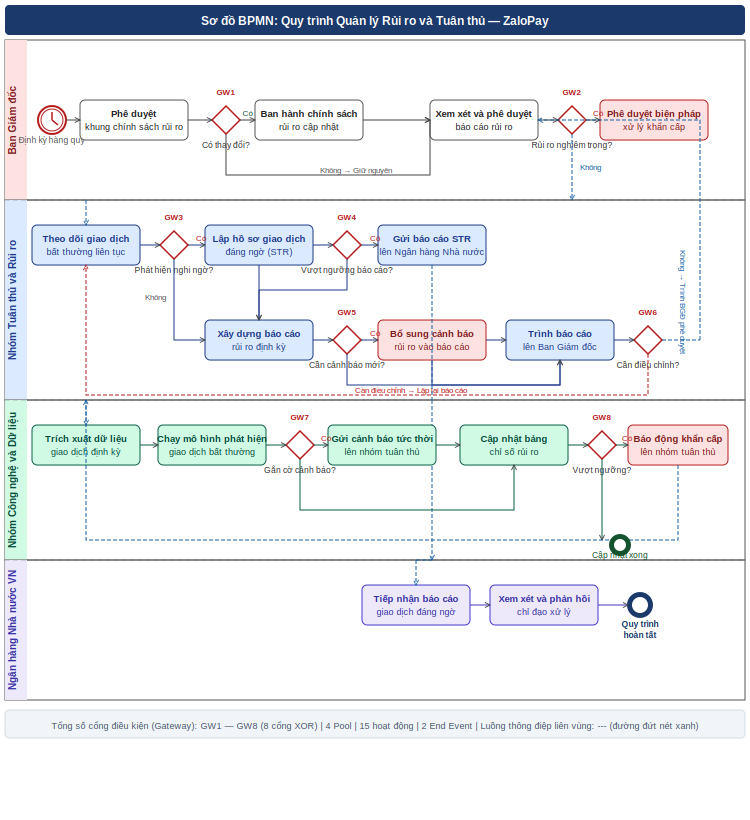 Sơ đồ BPMN: Quy trình Quản lý Rủi ro và Tuân thủ — ZaloPay
Ban Giám đốc
Định kỳ hàng quý
Phê duyệt
khung chính sách rủi ro
GW1
Có thay đổi?
Có
Ban hành chính sách
rủi ro cập nhật
Không → Giữ nguyên
Xem xét và phê duyệt
báo cáo rủi ro
GW2
Rủi ro nghiêm trọng?
Có
Không
Phê duyệt biện pháp
xử lý khẩn cấp
Nhóm Tuân thủ và Rủi ro
Theo dõi giao dịch
bất thường liên tục
GW3
Phát hiện nghi ngờ?
Có
Không
Lập hồ sơ giao dịch
đáng ngờ (STR)
GW4
Vượt ngưỡng báo cáo?
Có
Gửi báo cáo STR
lên Ngân hàng Nhà nước
Xây dựng báo cáo
rủi ro định kỳ
GW5
Cần cảnh báo mới?
Có
Bổ sung cảnh báo
rủi ro vào báo cáo
Trình báo cáo
lên Ban Giám đốc
GW6
Cần điều chỉnh?
Không → Trình BGĐ phê duyệt
Cần điều chỉnh → Lặp lại báo cáo
Nhóm Công nghệ và Dữ liệu
Trích xuất dữ liệu
giao dịch định kỳ
Chạy mô hình phát hiện
giao dịch bất thường
GW7
Gắn cờ cảnh báo?
Có
Gửi cảnh báo tức thời
lên nhóm tuân thủ
Cập nhật bảng
chỉ số rủi ro
GW8
Vượt ngưỡng?
Có
Báo động khẩn cấp
lên nhóm tuân thủ
Cập nhật xong
Ngân hàng Nhà nước VN
Tiếp nhận báo cáo
giao dịch đáng ngờ
Xem xét và phản hồi
chỉ đạo xử lý
Quy trình
hoàn tất
Tổng số cổng điều kiện (Gateway): GW1 — GW8 (8 cổng XOR) | 4 Pool | 15 hoạt động | 2 End Event | Luồng thông điệp liên vùng: --- (đường đứt nét xanh)